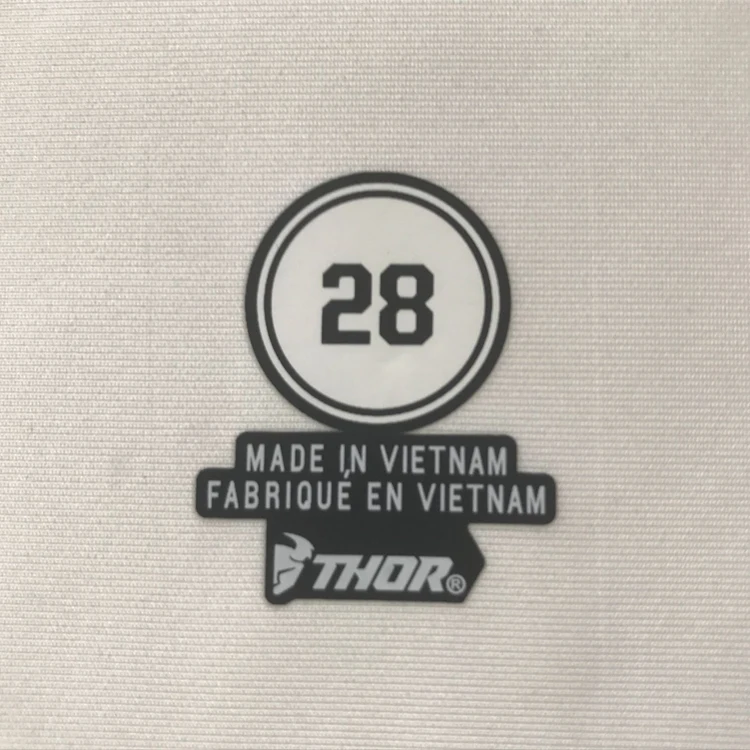 28
MADE IN VIETNAM
FABRIQUÉ EN VIETNAM
THOR®